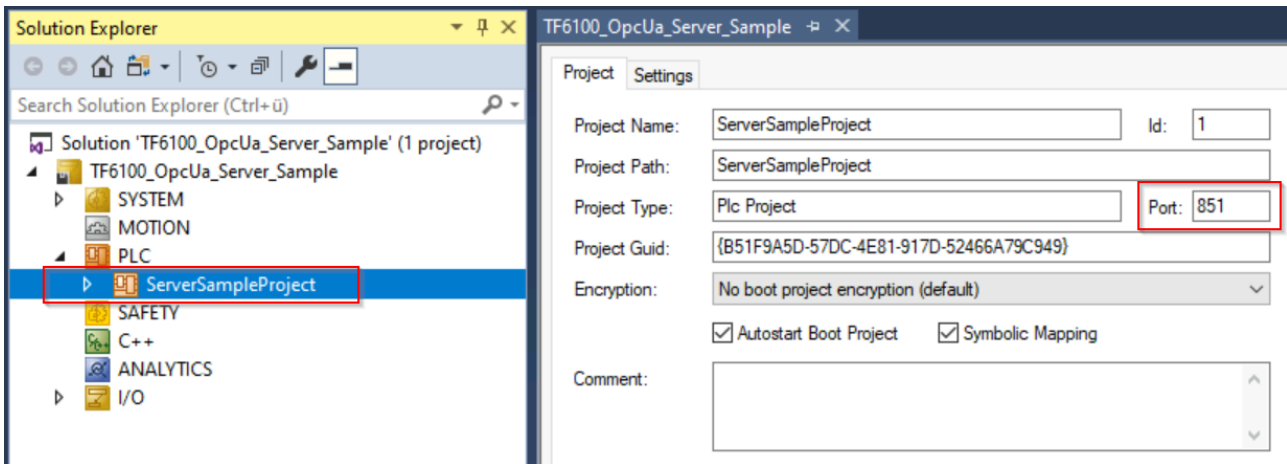 Solution Explorer
Search Solution Explorer (Ctrl+ü)
Solution 'TF6100_OpcUa_Server_Sample' (1 project)
TF6100_OpcUa_Server_Sample
SYSTEM
MOTION
PLC
ServerSampleProject
SAFETY
C++
ANALYTICS
I/O
TF6100_OpcUa_Server_Sample
Project Settings
Project Name: ServerSampleProject Id: 1
Project Path: ServerSampleProject
Project Type: Plc Project Port: 851
Project Guid: {B51F9A5D-57DC-4E81-917D-52466A79C949}
Encryption: No boot project encryption (default)
Autostart Boot Project Symbolic Mapping
Comment: